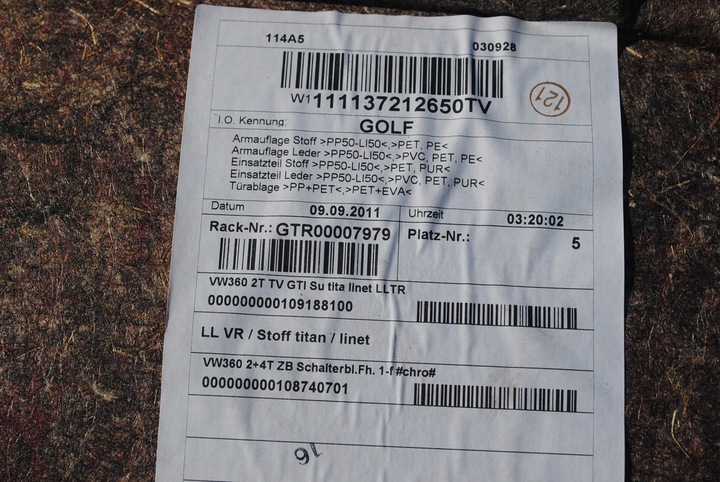 114A5 030928
W1111137212650TV
121
I.O. Kennung:
GOLF
Armauflage Stoff >PP50-LI50<,>PET, PE<
Armauflage Leder >PP50-LI50<,>PVC, PET, PE<
Einsatzteil Stoff >PP50-LI50<,>PET, PUR<
Einsatzteil Leder >PP50-LI50<,>PVC, PET, PUR<
Türablage >PP+PET<,>PET+EVA<
Datum 09.09.2011 Uhrzeit 03:20:02
Rack-Nr.: GTR00007979 Platz-Nr.: 5
VW360 2T TV GTI Su tita linet LLTR
000000000109188100
LL VR / Stoff titan / linet
VW360 2+4T ZB Schalterbl.Fh. 1-f #chro#
000000000108740701
16